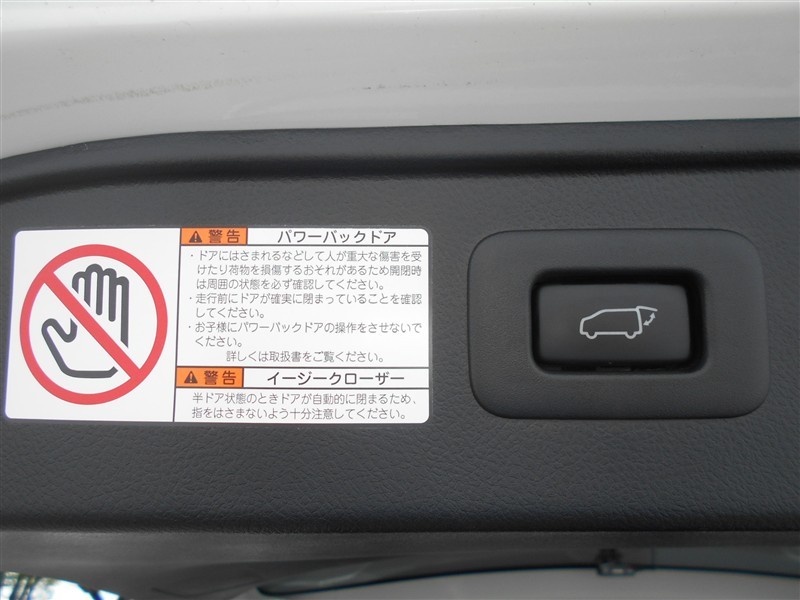 警告 パワーバックドア
・ドアにはさまれるなどして人が重大な傷害を受
けたり荷物を損傷するおそれがあるため開閉時
は周囲の状態を必ず確認してください。
・走行前にドアが確実に閉まっていることを確認
してください。
・お子様にパワーバックドアの操作をさせないで
ください。
詳しくは取扱書をご覧ください。
警告 イージークローザー
半ドア状態のときドアが自動的に閉まるため、
指をはさまないよう十分注意してください。